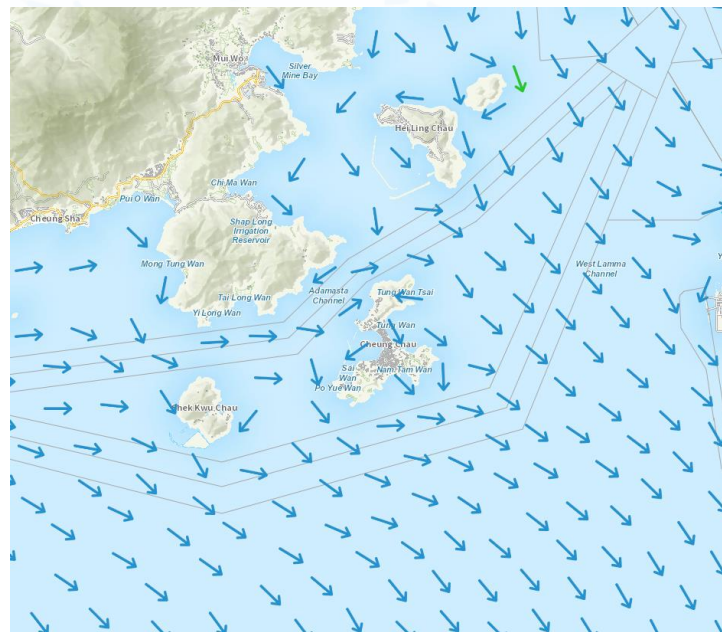 Mui Wo
Silver
Mine Bay
Hei Ling Chau
Chi Ma Wan
Pui O Wan
Cheung Sha
Shap Long
Irrigation
Reservoir
Mong Tung Wan
West Lamma
Channel
Tai Long Wan
Yi Long Wan
Adamasta
Channel
Tung Wan Tsai
Tung Wan
Cheung Chau
Sai
Wan
Nam Tam Wan
Po Yue Wan
Shek Kwu Chau